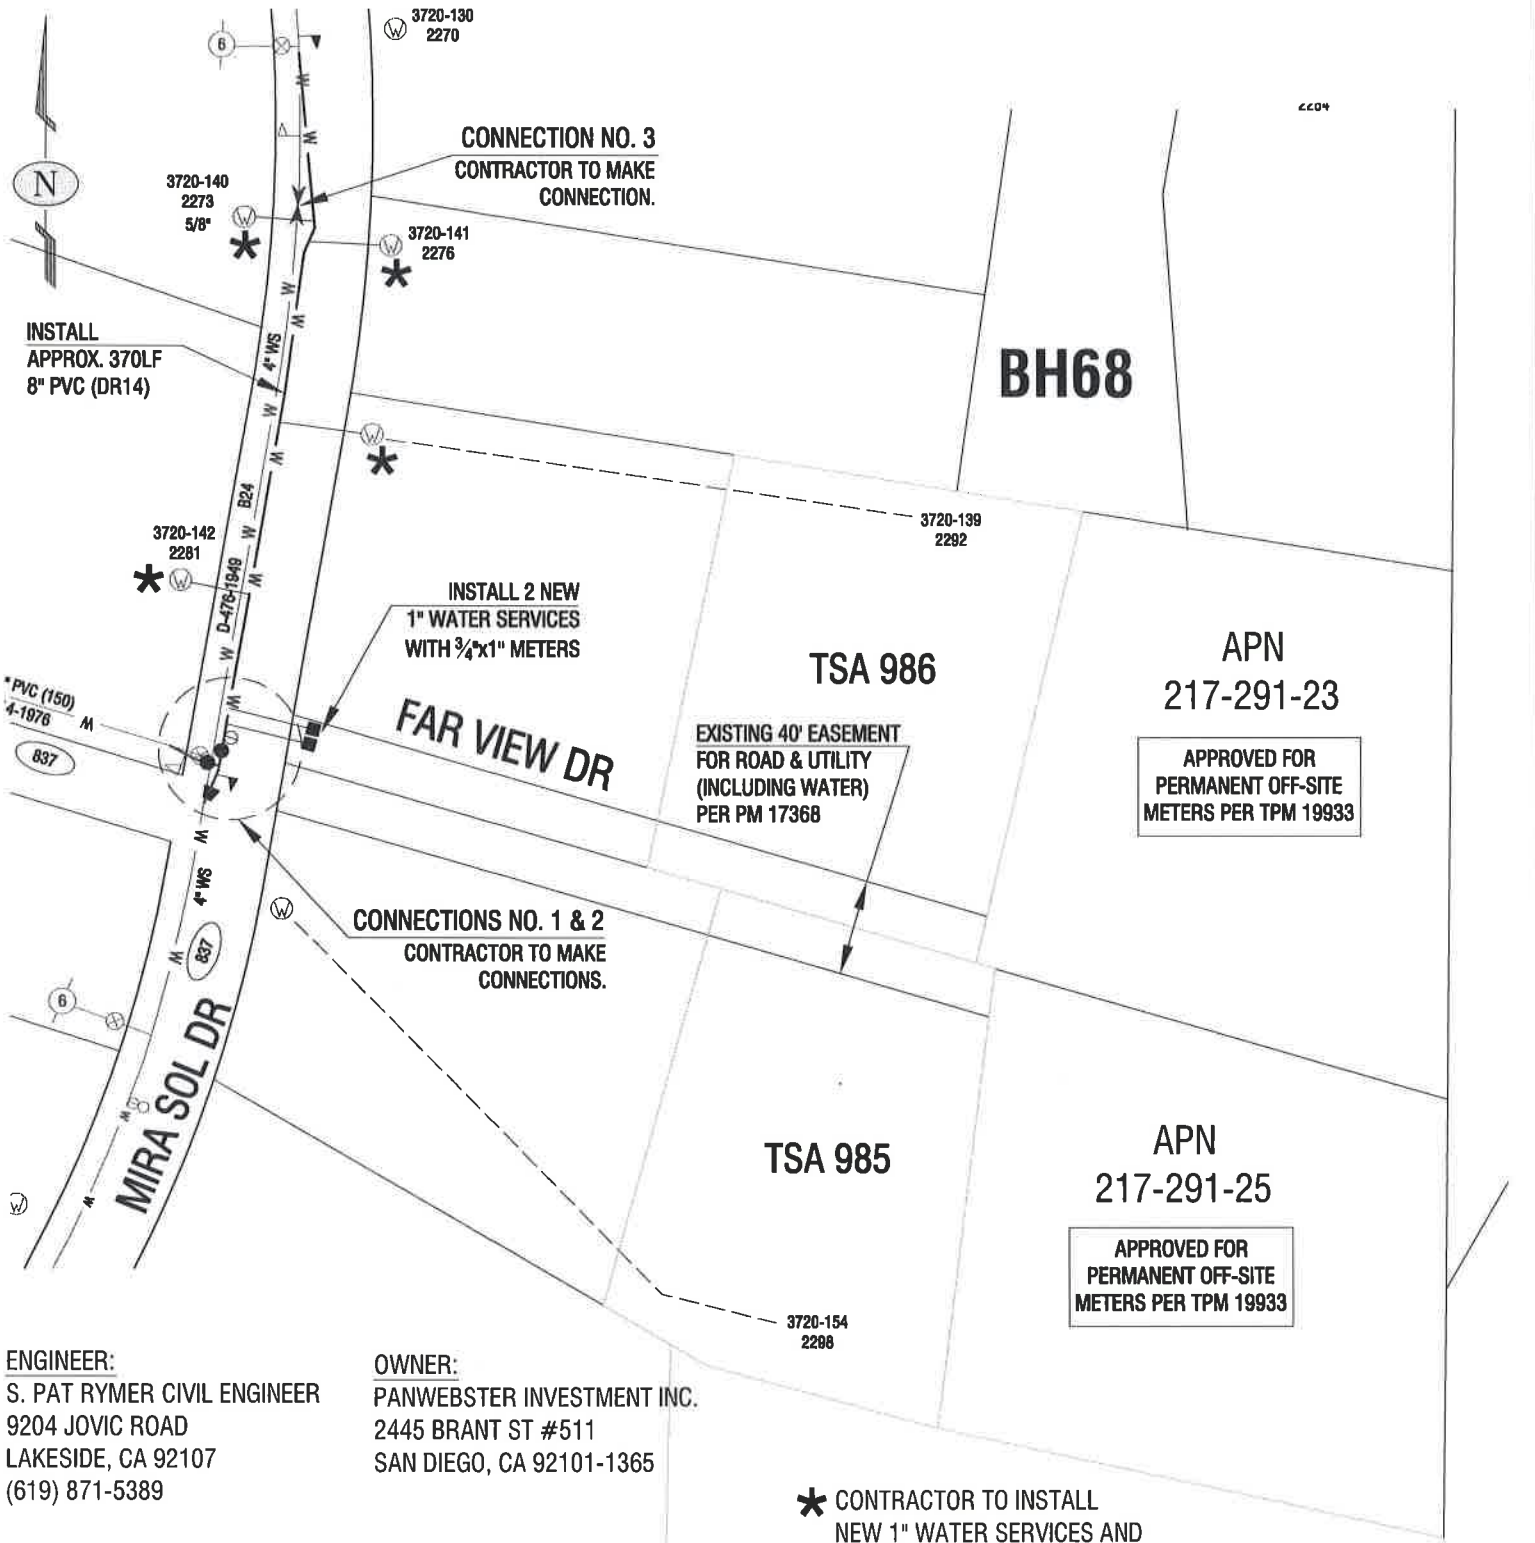 3720-130
2270
6
2204
N
CONNECTION NO. 3
CONTRACTOR TO MAKE
CONNECTION.
3720-140
2273
5/8"
3720-141
2276
INSTALL
APPROX. 370LF
8" PVC (DR14)
4" WS
BH68
3720-142
2281
B24
D-476-1949
3720-139
2292
INSTALL 2 NEW
1" WATER SERVICES
WITH ¾"x1" METERS
TSA 986
APN
217-291-23
APPROVED FOR
PERMANENT OFF-SITE
METERS PER TPM 19933
" PVC (150)
4-1976
837
FAR VIEW DR
EXISTING 40' EASEMENT
FOR ROAD & UTILITY
(INCLUDING WATER)
PER PM 17368
4" WS
837
CONNECTIONS NO. 1 & 2
CONTRACTOR TO MAKE
CONNECTIONS.
6
MIRA SOL DR
TSA 985
APN
217-291-25
APPROVED FOR
PERMANENT OFF-SITE
METERS PER TPM 19933
3720-154
2298
ENGINEER:
S. PAT RYMER CIVIL ENGINEER
9204 JOVIC ROAD
LAKESIDE, CA 92107
(619) 871-5389
OWNER:
PANWEBSTER INVESTMENT INC.
2445 BRANT ST #511
SAN DIEGO, CA 92101-1365
* CONTRACTOR TO INSTALL
NEW 1" WATER SERVICES AND